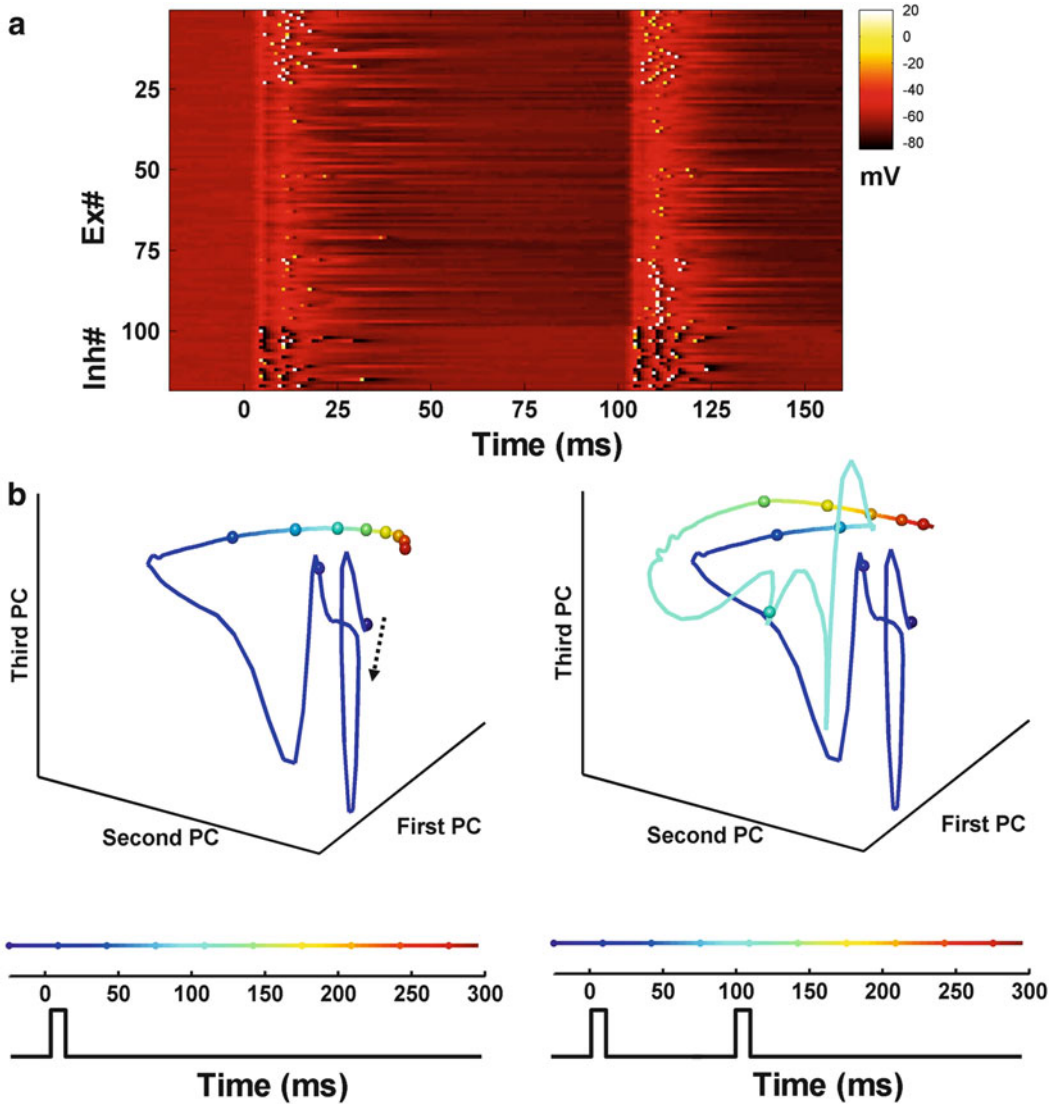 a
20
0
-20
-40
-60
-80
mV
25
50
75
100
Ex#
Inh#
0 25 50 75 100 125 150
Time (ms)
b
Third PC
Second PC
First PC
Third PC
Second PC
First PC
0 50 100 150 200 250 300
Time (ms)
0 50 100 150 200 250 300
Time (ms)